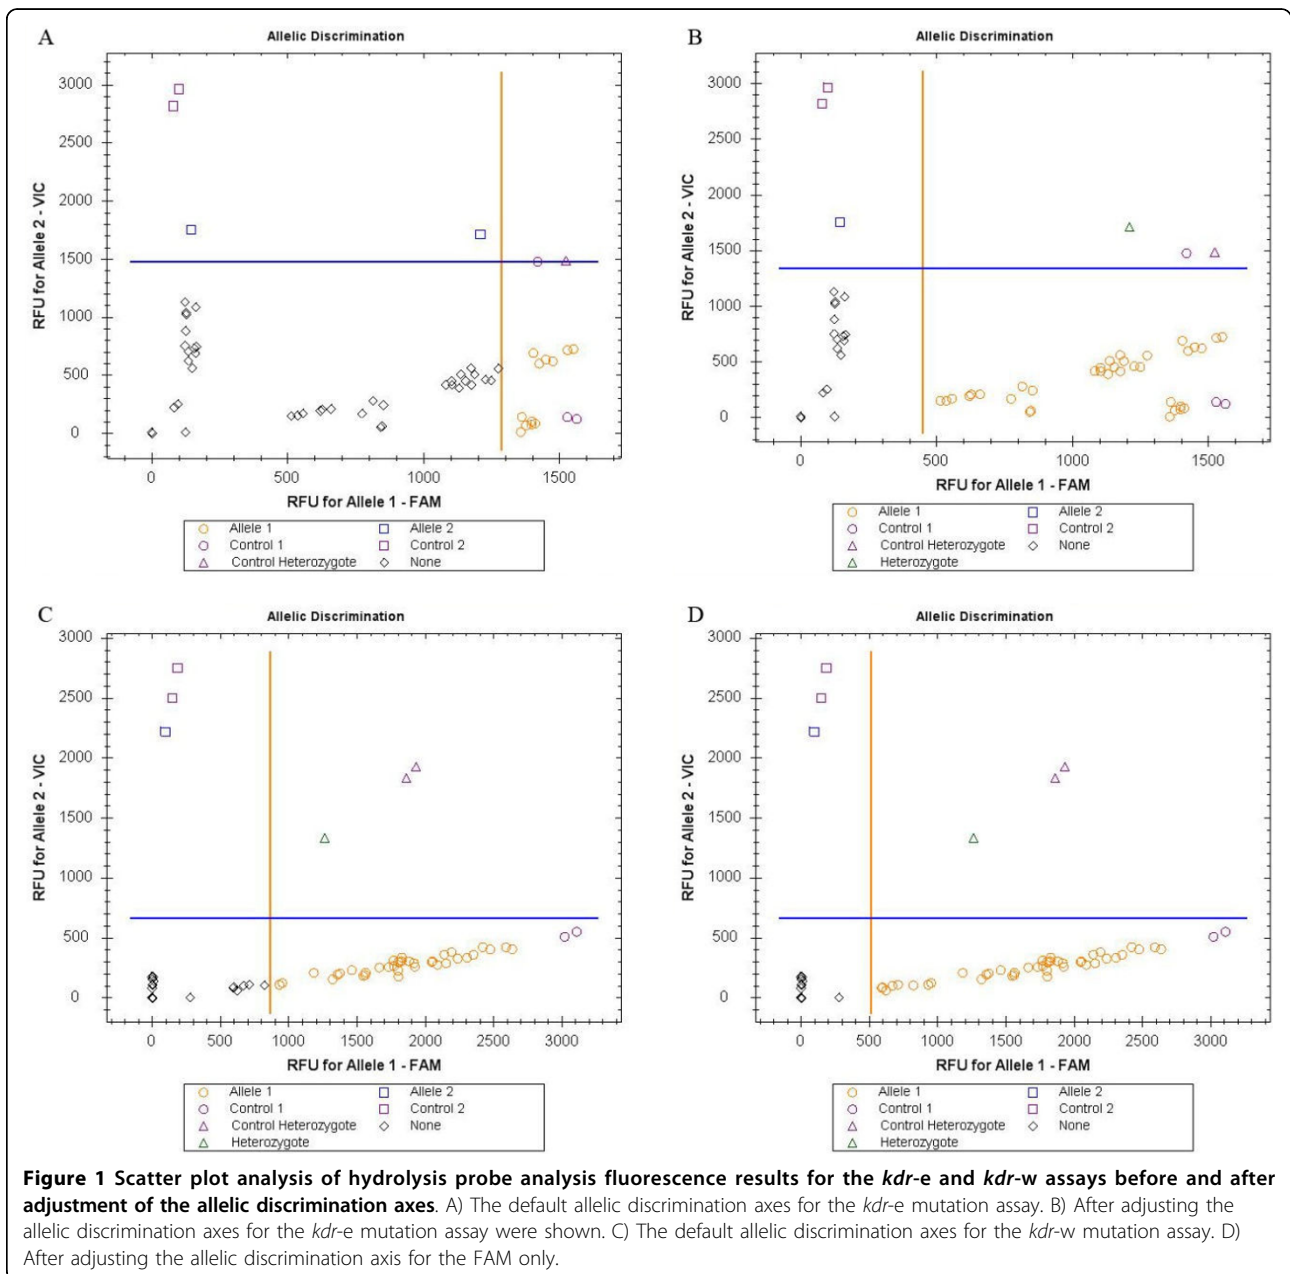 A
Allelic Discrimination
3000
2500
2000
1500
1000
500
0
RFU for Allele 2 - VIC
0 500 1000 1500
RFU for Allele 1 - FAM
Allele 1 Allele 2
Control 1 Control 2
Control Heterozygote None
B
Allelic Discrimination
3000
2500
2000
1500
1000
500
0
RFU for Allele 2 - VIC
0 500 1000 1500
RFU for Allele 1 - FAM
Allele 1 Allele 2
Control 1 Control 2
Control Heterozygote None
Heterozygote
C
Allelic Discrimination
3000
2500
2000
1500
1000
500
0
RFU for Allele 2 - VIC
0 500 1000 1500 2000 2500 3000
RFU for Allele 1 - FAM
Allele 1 Allele 2
Control 1 Control 2
Control Heterozygote None
Heterozygote
D
Allelic Discrimination
3000
2500
2000
1500
1000
500
0
RFU for Allele 2 - VIC
0 500 1000 1500 2000 2500 3000
RFU for Allele 1 - FAM
Allele 1 Allele 2
Control 1 Control 2
Control Heterozygote None
Heterozygote
Figure 1 Scatter plot analysis of hydrolysis probe analysis fluorescence results for the kdr-e and kdr-w assays before and after
adjustment of the allelic discrimination axes. A) The default allelic discrimination axes for the kdr-e mutation assay. B) After adjusting the
allelic discrimination axes for the kdr-e mutation assay were shown. C) The default allelic discrimination axes for the kdr-w mutation assay. D)
After adjusting the allelic discrimination axis for the FAM only.